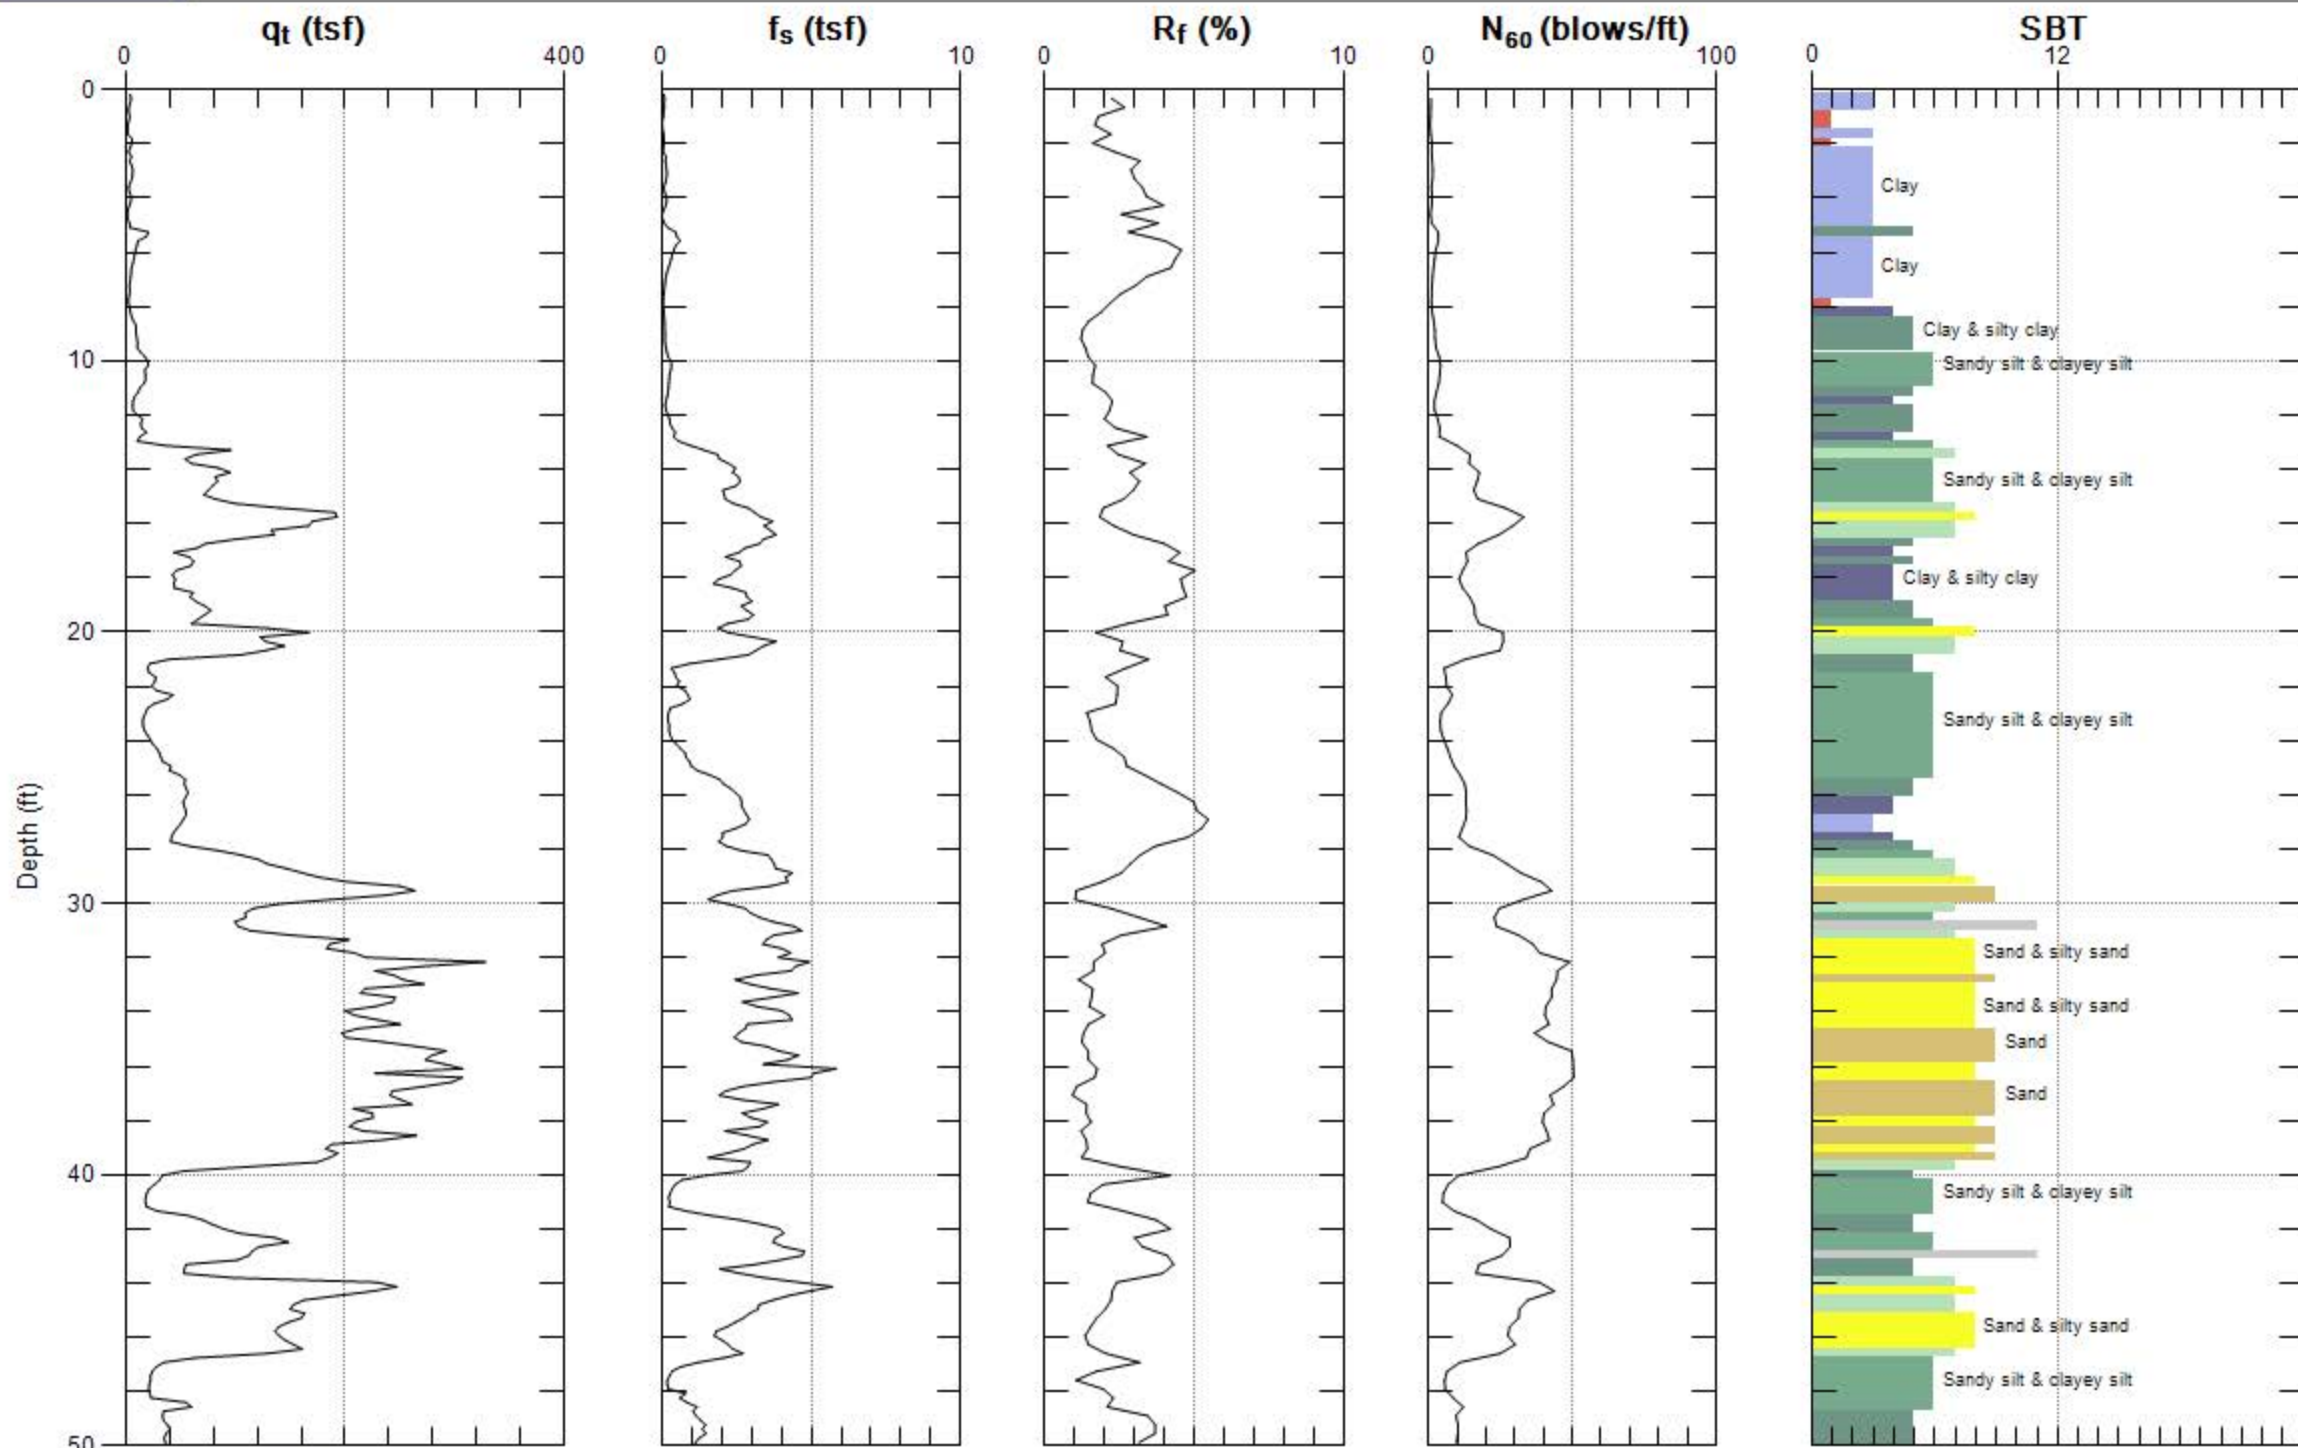 qt (tsf) fs (tsf) Rf (%) N60 (blows/ft) SBT
0 400 0 10 0 10 0 100 0 12
0
Clay
Clay
Clay & silty clay
10
Sandy silt & clayey silt
Sandy silt & clayey silt
Clay & silty clay
20
Sandy silt & clayey silt
Depth (ft)
30
Sand & silty sand
Sand & silty sand
Sand
Sand
40
Sandy silt & clayey silt
Sand & silty sand
Sandy silt & clayey silt
50